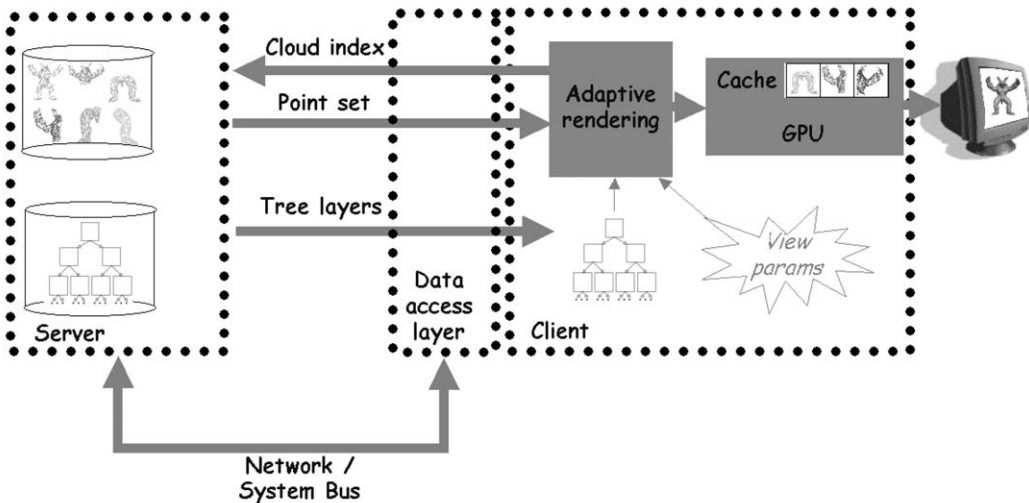 Cloud index
Point set
Tree layers
Server
Data
access
layer
Adaptive
rendering
Cache
GPU
View
params
Client
Network /
System Bus